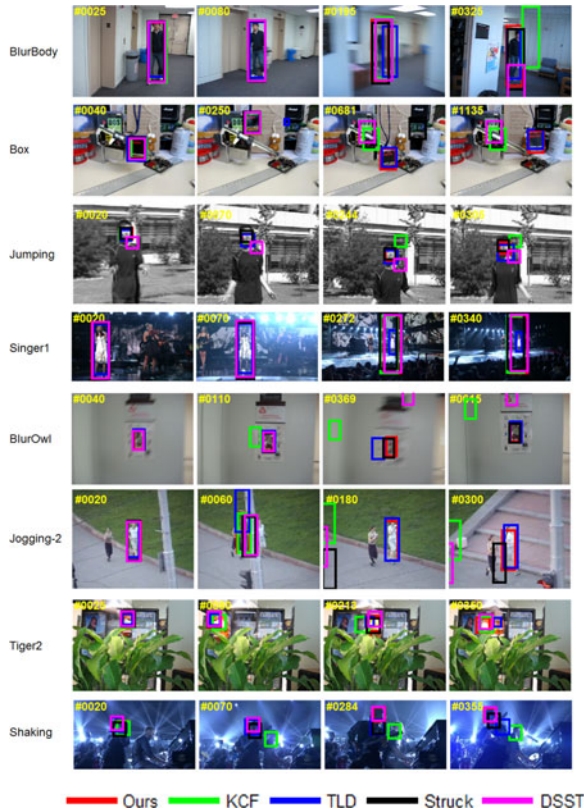 BlurBody #0025 #0080 #0195 #0325
Box #0040 #0250 #0681 #1135
Jumping #0020
Singer1 #0020 #0070 #0272 #0340
BlurOwl #0040 #0110 #0369
Jogging-2 #0020 #0060 #0180 #0300
Tiger2
Shaking #0020 #0070 #0284 #0355
Ours KCF TLD Struck DSST